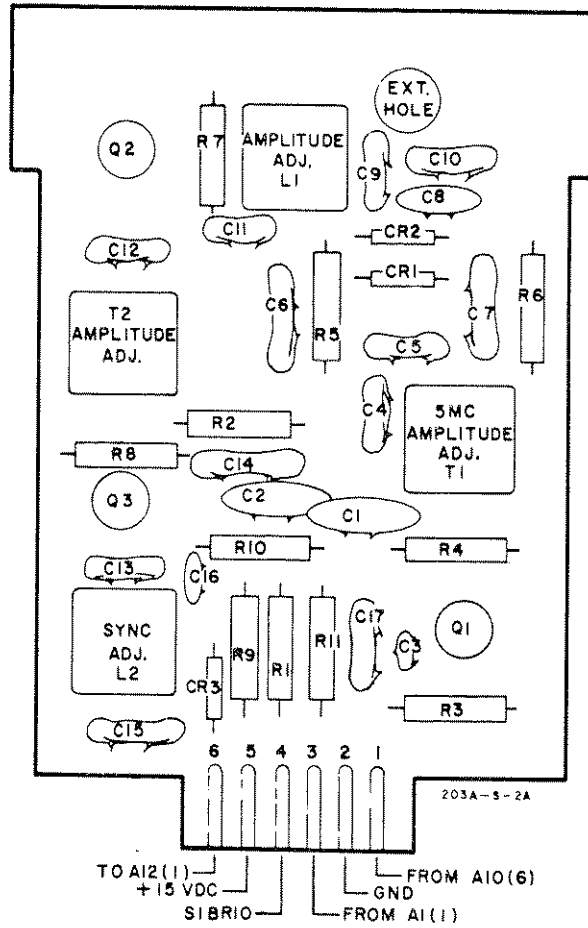 EXT.
HOLE
Q2
R7
AMPLITUDE
ADJ.
L1
C9
C10
C8
C11
CR2
C12
CR1
C6
R5
C7
R6
T2
AMPLITUDE
ADJ.
C5
C4
5MC
AMPLITUDE
ADJ.
T1
R2
R8
C14
Q3
C2
C1
R10
R4
C13
C16
SYNC
ADJ.
L2
R9
R1
R11
C17
C3
Q1
CR3
R3
C15
6 5 4 3 2 1
203A-S-2A
TO A12(1)
FROM A10(6)
+15 VDC
GND
S1BR10
FROM A1(1)